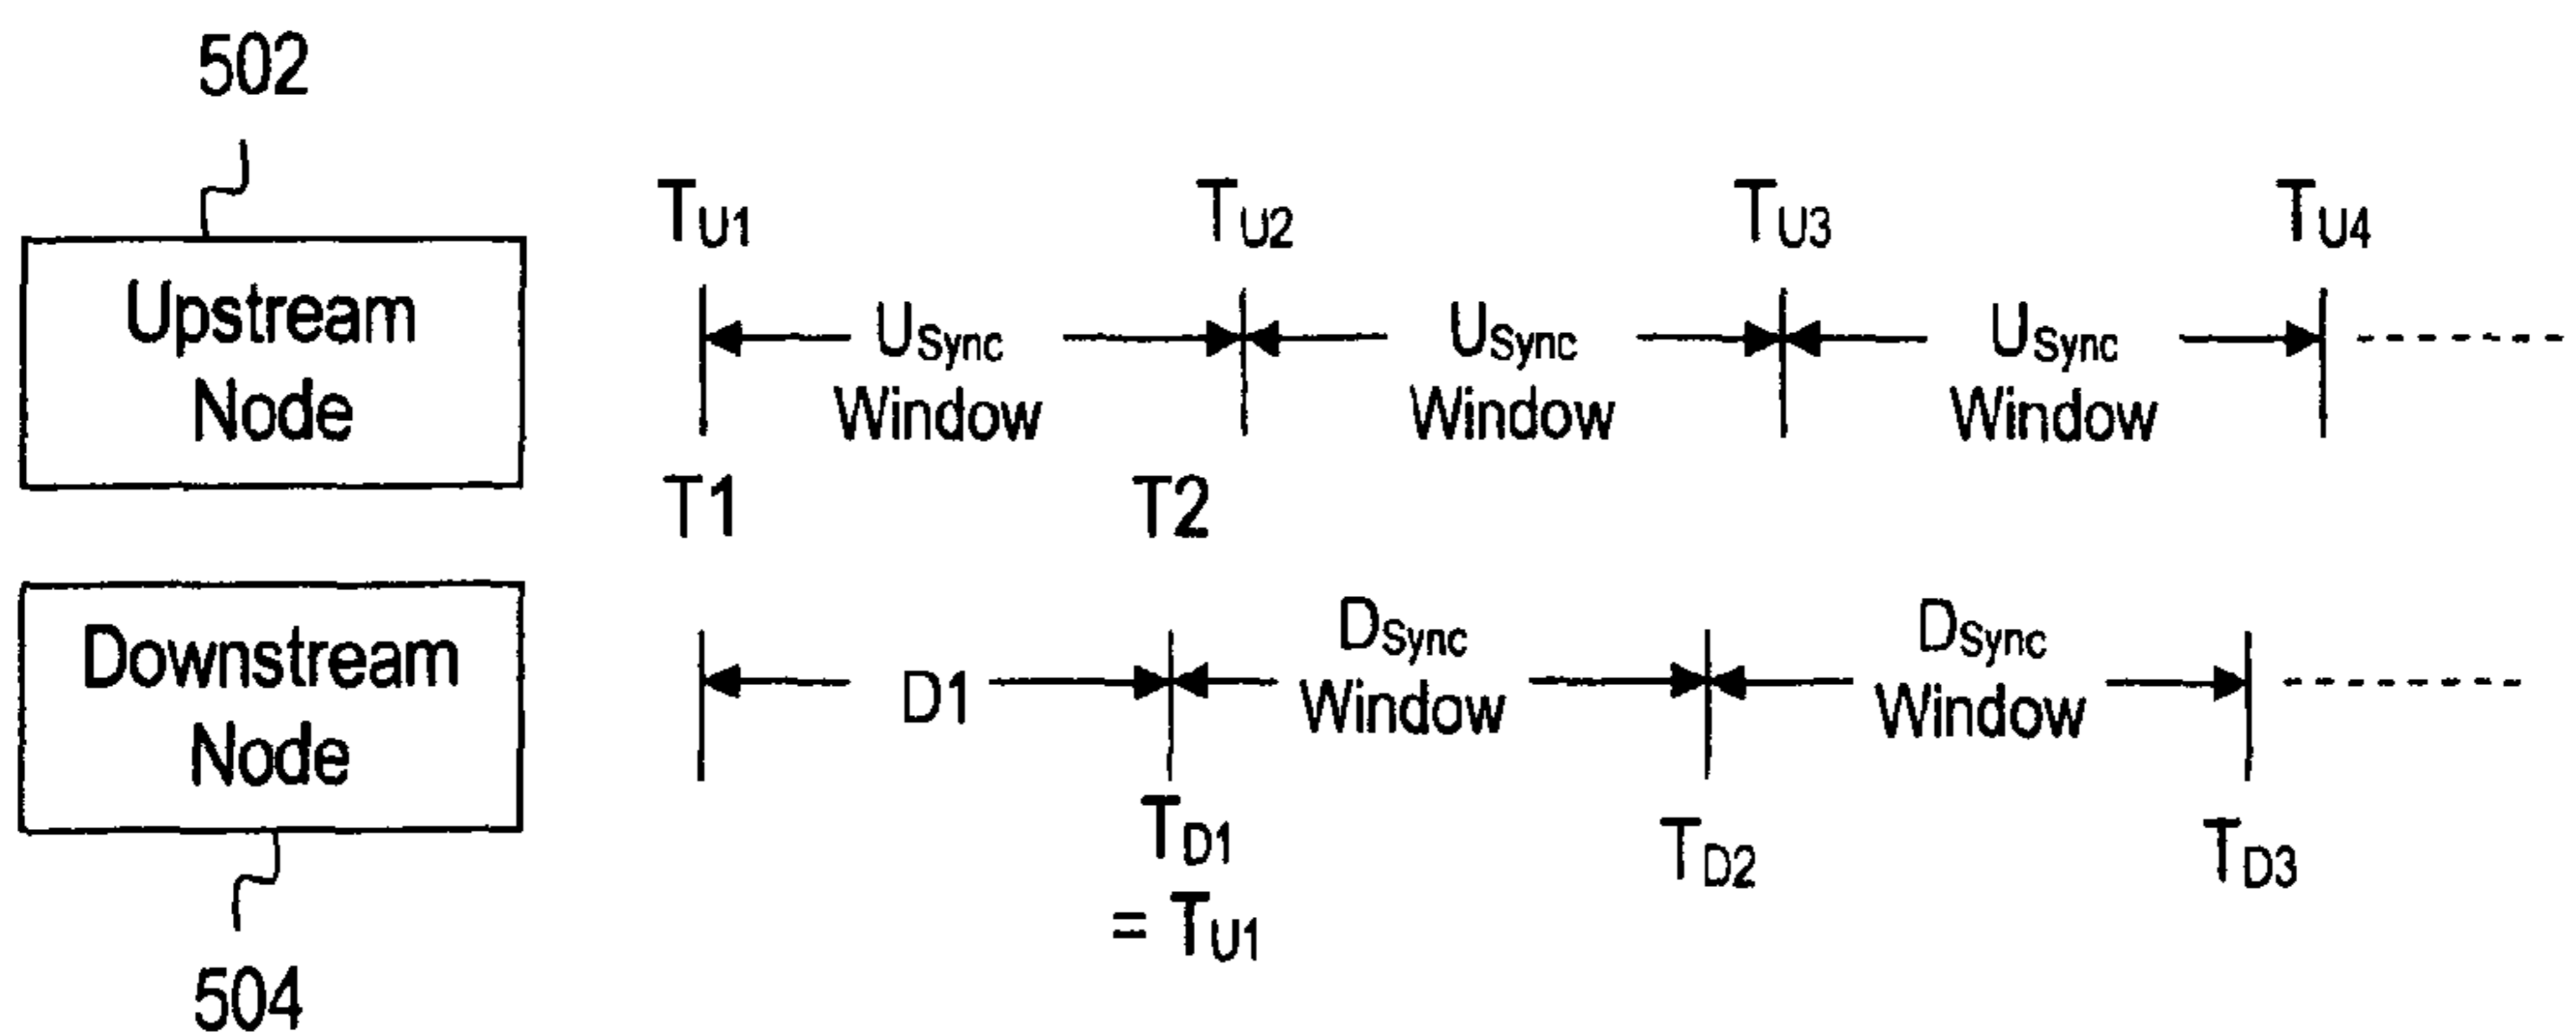 502
Upstream
Node
TU1 TU2 TU3 TU4
USync
Window
USync
Window
USync
Window
T1 T2
Downstream
Node
504
D1
DSync
Window
DSync
Window
TD1
= TU1
TD2
TD3